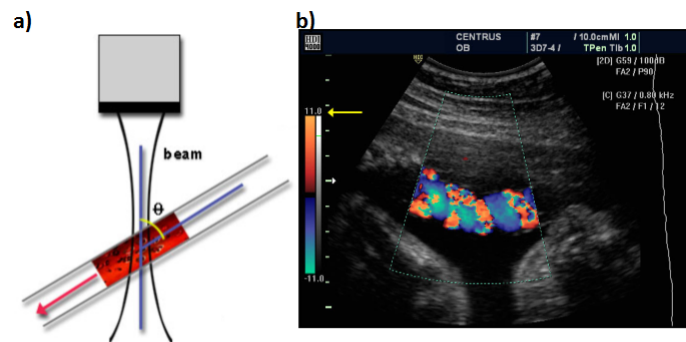 a)
beam
θ
b)
CENTRUS #7 / 10.0cm MI 1.0
OB 3D7-4 / TPen TIb 1.0
[2D] G59 / 100dB
FA2 / P90
[C] G37 / 0.80 kHz
FA2 / F1 / 12
11.0
-11.0